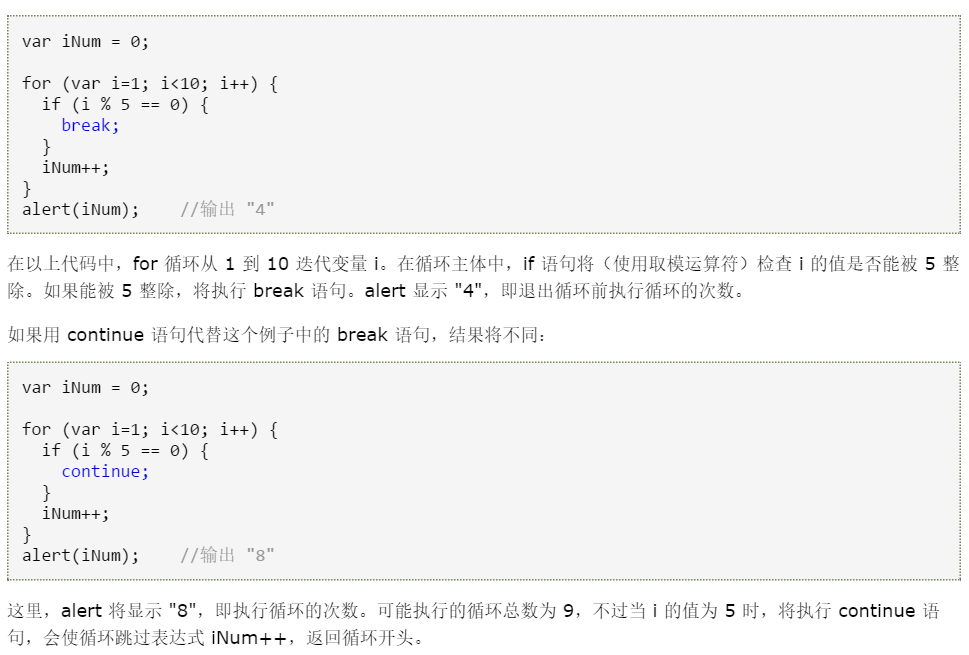 var iNum = 0;
for (var i=1; i<10; i++) {
  if (i % 5 == 0) {
    break;
  }
  iNum++;
}
alert(iNum);    //输出 "4"
在以上代码中，for 循环从 1 到 10 迭代变量 i。在循环主体中，if 语句将（使用取模运算符）检查 i 的值是否能被 5 整
除。如果能被 5 整除，将执行 break 语句。alert 显示 "4"，即退出循环前执行循环的次数。
如果用 continue 语句代替这个例子中的 break 语句，结果将不同：
var iNum = 0;
for (var i=1; i<10; i++) {
  if (i % 5 == 0) {
    continue;
  }
  iNum++;
}
alert(iNum);    //输出 "8"
这里，alert 将显示 "8"，即执行循环的次数。可能执行的循环总数为 9，不过当 i 的值为 5 时，将执行 continue 语
句，会使循环跳过表达式 iNum++，返回循环开头。